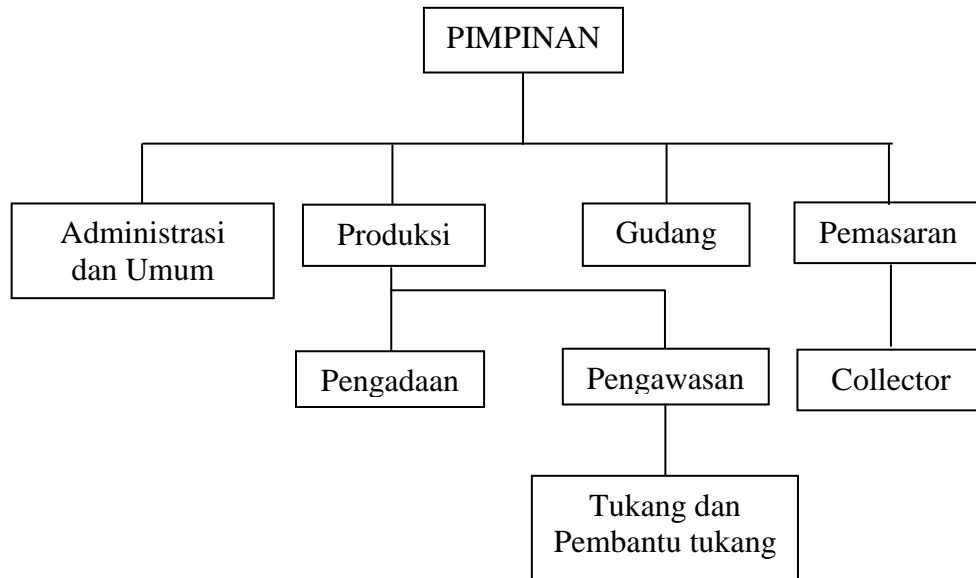 PIMPINAN
Administrasi
dan Umum
Produksi
Gudang
Pemasaran
Pengadaan
Pengawasan
Collector
Tukang dan
Pembantu tukang